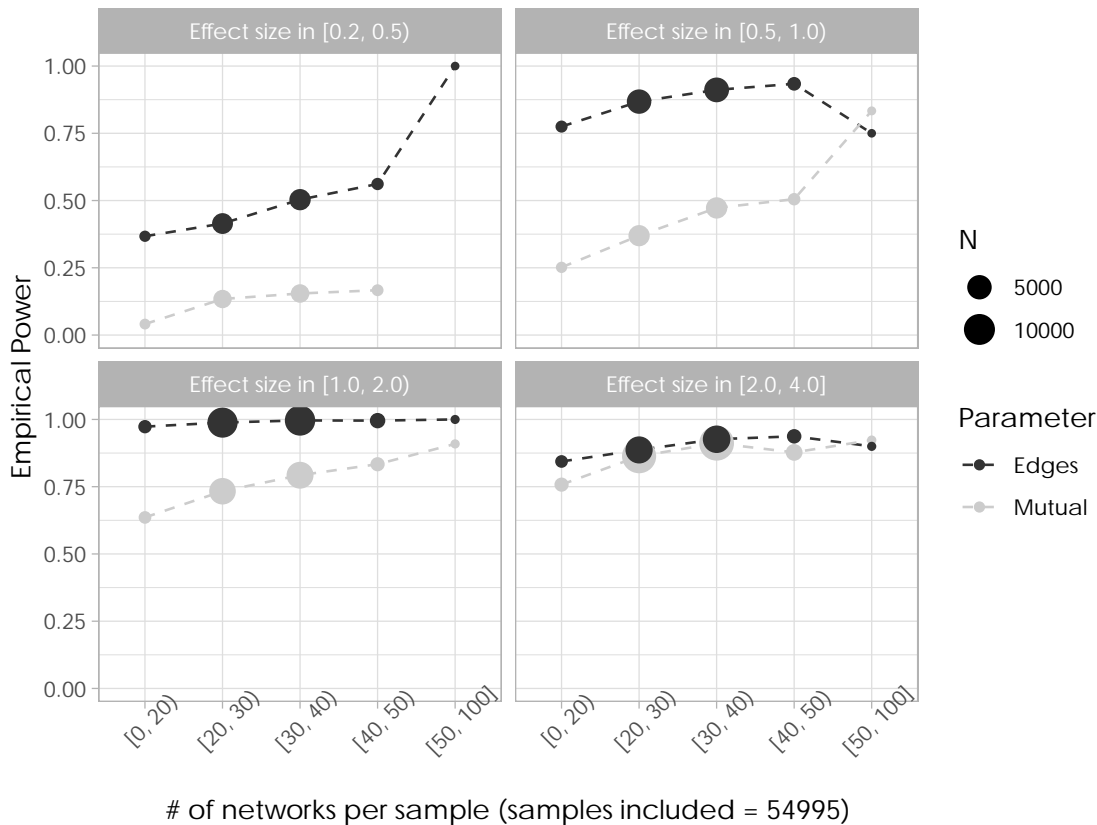 Effect size in [0.2, 0.5)
Effect size in [0.5, 1.0)
1.00
0.75
0.50
0.25
0.00
Effect size in [1.0, 2.0)
Effect size in [2.0, 4.0]
1.00
0.75
0.50
0.25
0.00
Empirical Power
[0, 20)
[20, 30)
[30, 40)
[40, 50)
[50, 100]
[0, 20)
[20, 30)
[30, 40)
[40, 50)
[50, 100]
# of networks per sample (samples included = 54995)
N
5000
10000
Parameter
Edges
Mutual